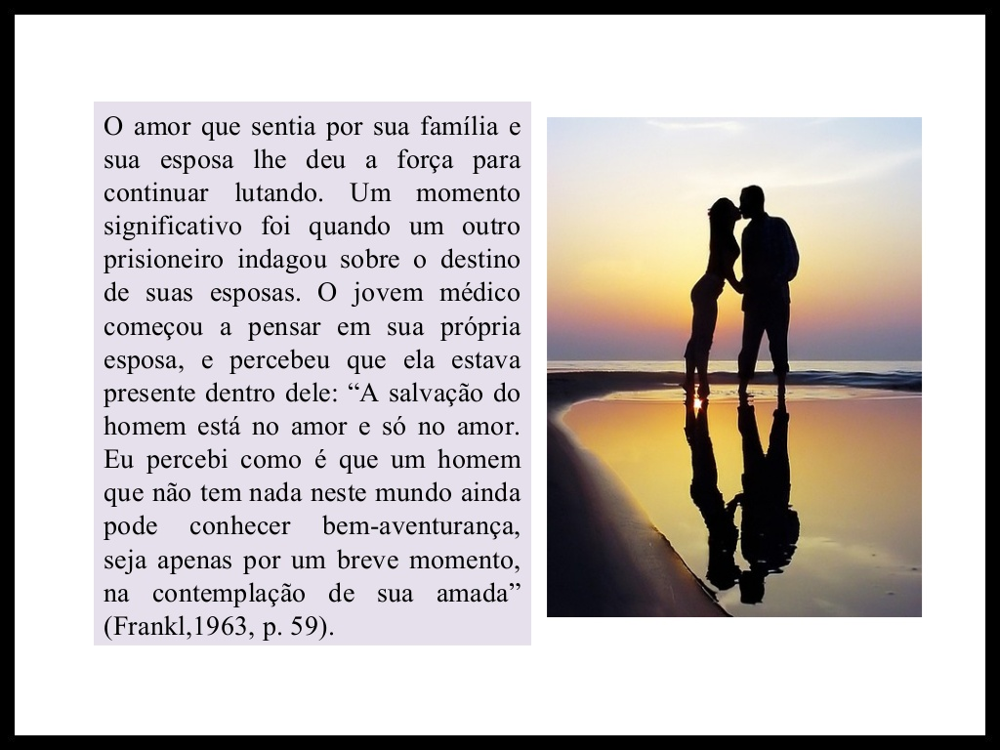 O amor que sentia por sua família e
sua esposa lhe deu a força para
continuar lutando. Um momento
significativo foi quando um outro
prisioneiro indagou sobre o destino
de suas esposas. O jovem médico
começou a pensar em sua própria
esposa, e percebeu que ela estava
presente dentro dele: “A salvação do
homem está no amor e só no amor.
Eu percebi como é que um homem
que não tem nada neste mundo ainda
pode conhecer bem-aventurança,
seja apenas por um breve momento,
na contemplação de sua amada”
(Frankl,1963, p. 59).